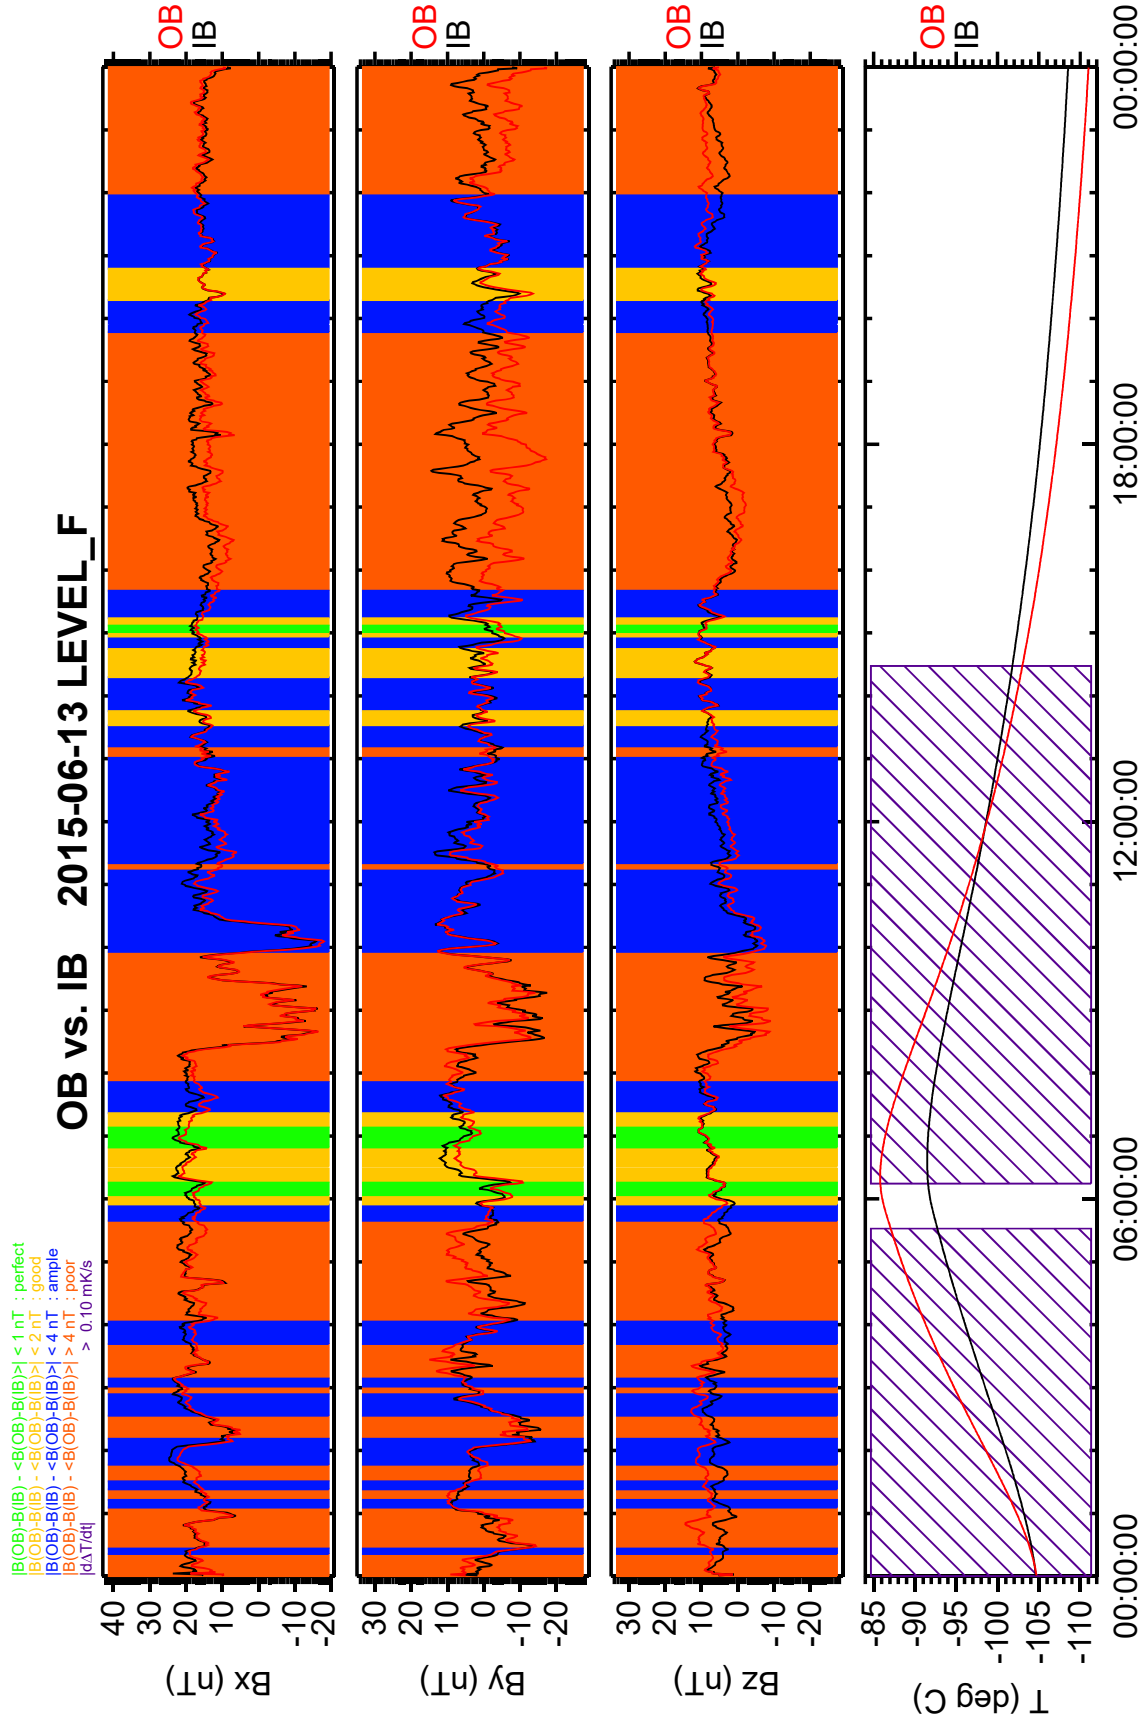 OB vs. IB 2015-06-13 LEVEL_F
|B(OB)-B(IB) - <B(OB)-B(IB)>| < 1 nT : perfect
|B(OB)-B(IB) - <B(OB)-B(IB)>| < 2 nT : good
|B(OB)-B(IB) - <B(OB)-B(IB)>| < 4 nT : ample
|B(OB)-B(IB) - <B(OB)-B(IB)>| > 4 nT : poor
|dΔT/dt| > 0.10 mK/s
Bx (nT)
40
30
20
10
0
-10
-20
OB
IB
By (nT)
30
20
10
0
-10
-20
OB
IB
Bz (nT)
30
20
10
0
-10
-20
OB
IB
T (deg C)
-85
-90
-95
-100
-105
-110
OB
IB
00:00:00 06:00:00 12:00:00 18:00:00 00:00:00